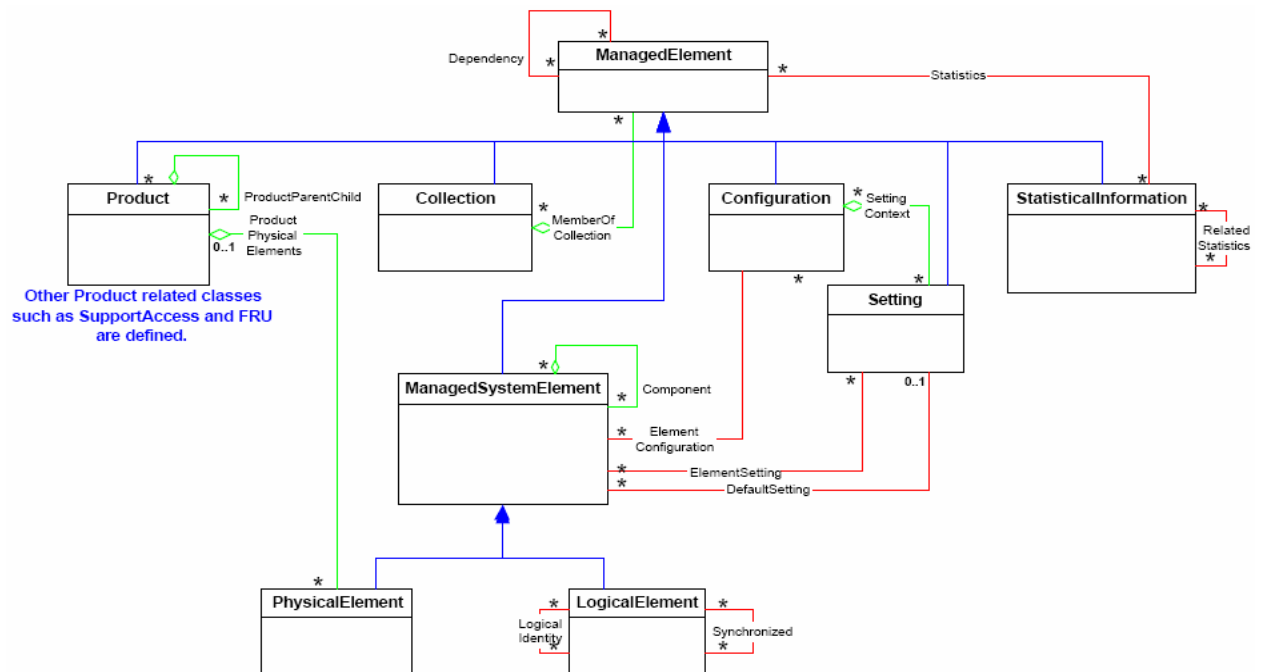 *
ManagedElement
Dependency
*
*
Statistics
*
*
*
Product
*
ProductParentChild
Product
Physical
Elements
0..1
Other Product related classes
such as SupportAccess and FRU
are defined.
Collection
*
MemberOf
Collection
Configuration
*
Setting
Context
*
*
StatisticalInformation
*
Related
Statistics
*
Setting
*
0..1
*
ManagedSystemElement
*
Component
*
Element
Configuration
*
ElementSetting
*
DefaultSetting
*
PhysicalElement
*
Logical
Identity
*
LogicalElement
*
Synchronized
*